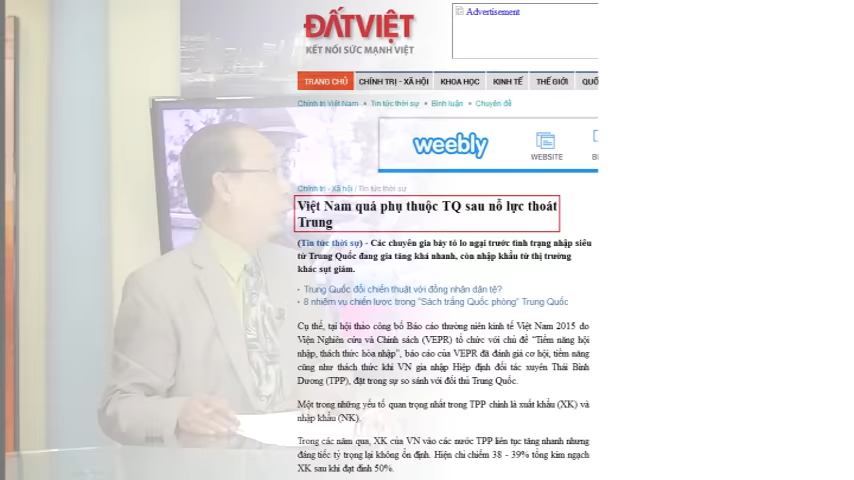 ĐẤTVIỆT
KẾT NỐI SỨC MẠNH VIỆT
Advertisement
TRANG CHỦ CHÍNH TRỊ - XÃ HỘI KHOA HỌC KINH TẾ THẾ GIỚI QUỐ
Chính trị Việt Nam • Tin tức thời sự • Bình luận • Chuyên đề
weebly
WEBSITE
Chính trị - Xã hội / Tin tức thời sự
Việt Nam quá phụ thuộc TQ sau nỗ lực thoát
Trung
(Tin tức thời sự) - Các chuyên gia bày tỏ lo ngại trước tình trạng nhập siêu
từ Trung Quốc đang gia tăng khá nhanh, còn nhập khẩu từ thị trường
khác sụt giảm.
Trung Quốc đổi chiến thuật với đồng nhân dân tệ?
8 nhiệm vụ chiến lược trong "Sách trắng Quốc phòng" Trung Quốc
Cụ thể, tại hội thảo công bố Báo cáo thường niên kinh tế Việt Nam 2015 do
Viện Nghiên cứu và Chính sách (VEPR) tổ chức với chủ đề "Tiềm năng hội
nhập, thách thức hòa nhập", báo cáo của VEPR đã đánh giá cơ hội, tiềm năng
cũng như thách thức khi VN gia nhập Hiệp định đối tác xuyên Thái Bình
Dương (TPP), đặt trong sự so sánh với đối thủ Trung Quốc.
Một trong những yếu tố quan trọng nhất trong TPP chính là xuất khẩu (XK) và
nhập khẩu (NK).
Trong các năm qua, XK của VN vào các nước TPP liên tục tăng nhanh nhưng
đáng tiếc tỷ trọng lại không ổn định. Hiện chỉ chiếm 38 - 39% tổng kim ngạch
XK sau khi đạt đỉnh 50%.